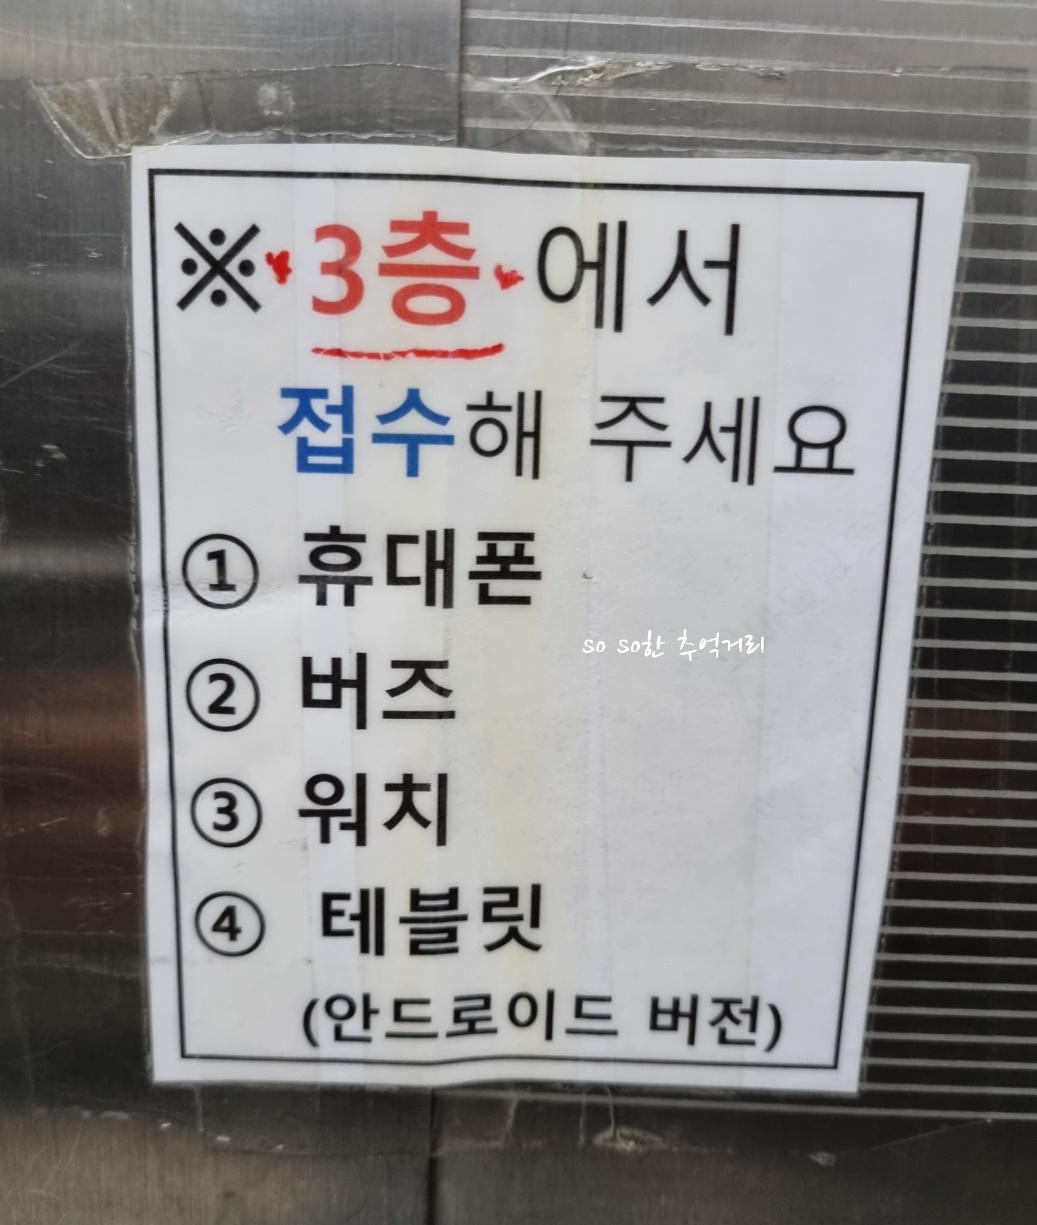 ※ 3층 에서
접수해 주세요
① 휴대폰
so so한 추억거리
② 버즈
③ 워치
④ 테블릿
(안드로이드 버전)